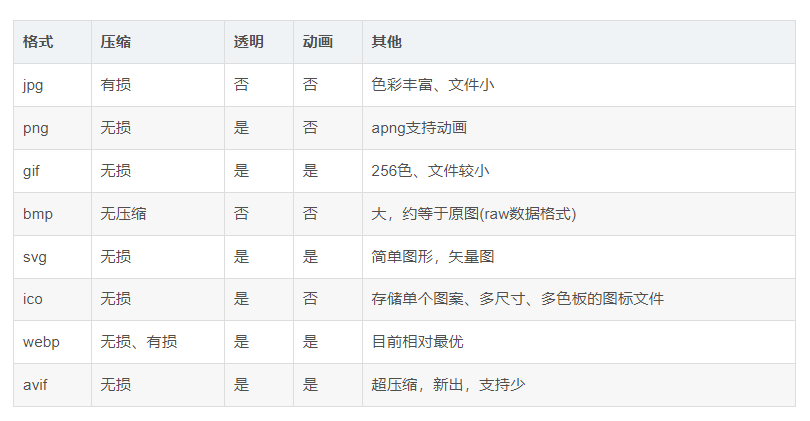 格式 压缩 透明 动画 其他
jpg 有损 否 否 色彩丰富、文件小
png 无损 是 否 apng支持动画
gif 无损 是 是 256色、文件较小
bmp 无压缩 否 否 大，约等于原图(raw数据格式)
svg 无损 是 是 简单图形，矢量图
ico 无损 是 否 存储单个图案、多尺寸、多色板的图标文件
webp 无损、有损 是 是 目前相对最优
avif 无损 是 是 超压缩，新出，支持少